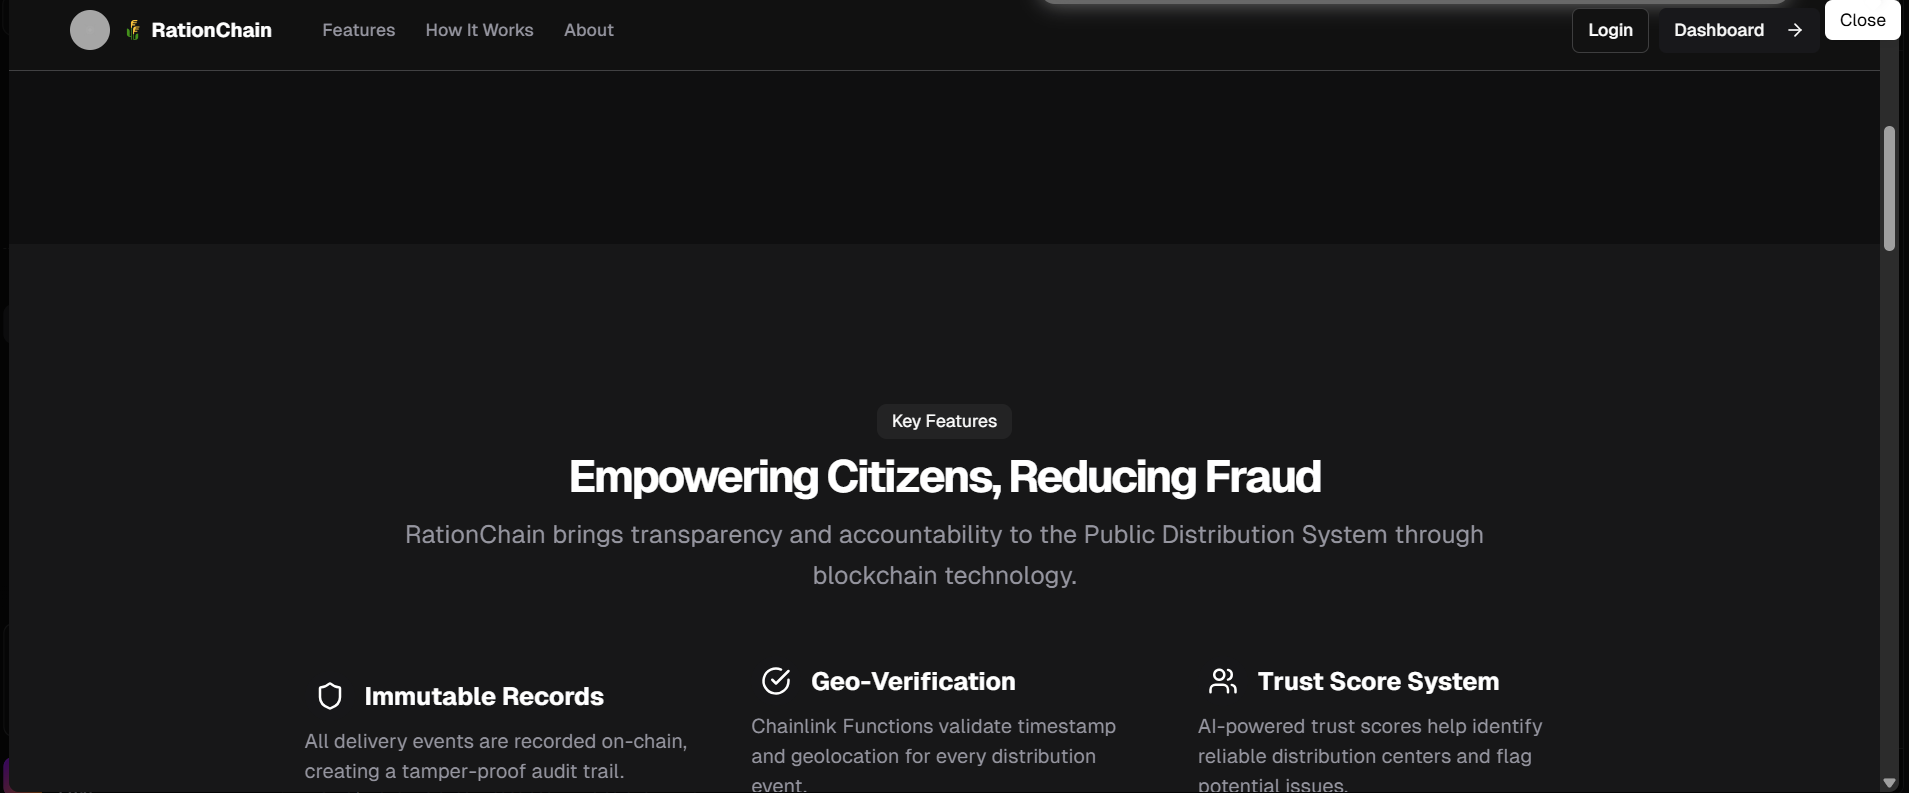 RationChain
Features
How It Works
About
Login
Dashboard
Close
Key Features
Empowering Citizens, Reducing Fraud
RationChain brings transparency and accountability to the Public Distribution System through
blockchain technology.
Immutable Records
All delivery events are recorded on-chain,
creating a tamper-proof audit trail.
Geo-Verification
Chainlink Functions validate timestamp
and geolocation for every distribution
event.
Trust Score System
AI-powered trust scores help identify
reliable distribution centers and flag
potential issues.